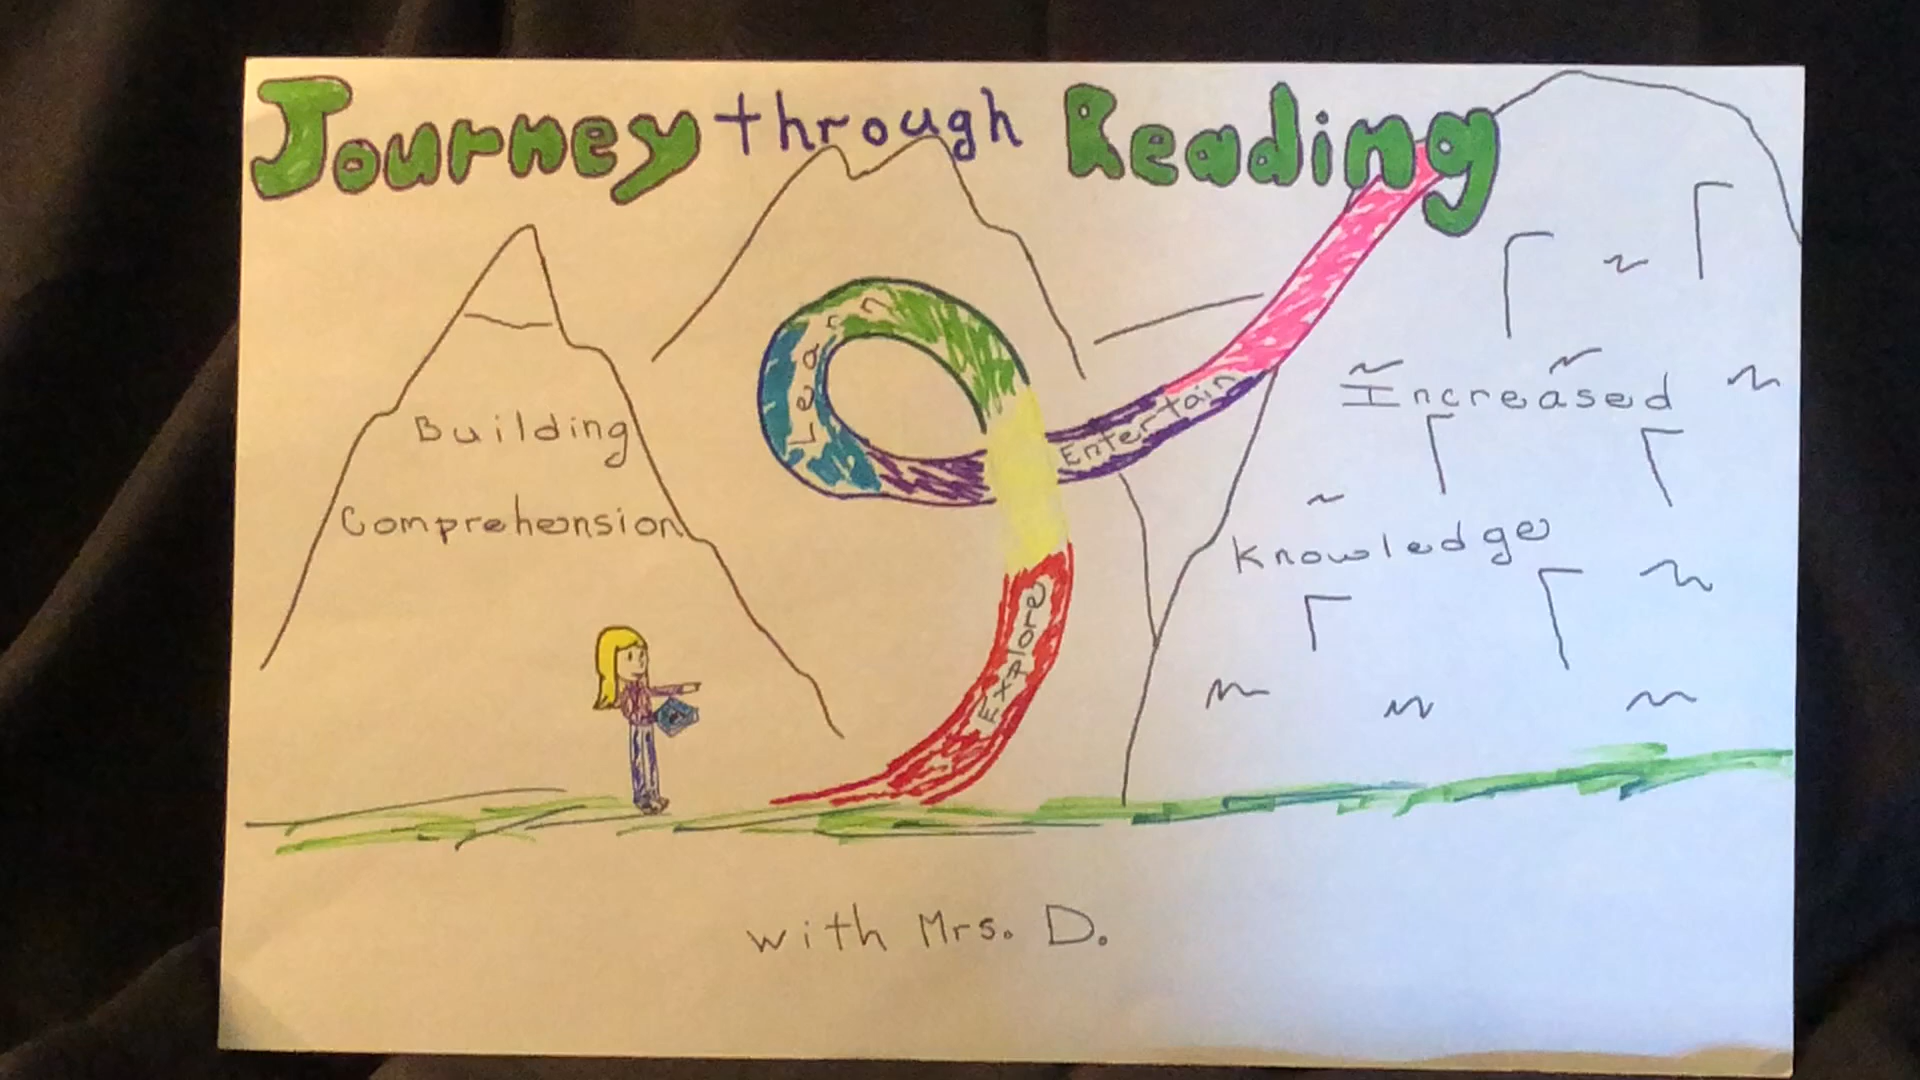 Journey through Reading
Building
Comprehension
Learn
Entertain
Explore
Increased
Knowledge
with Mrs. D.